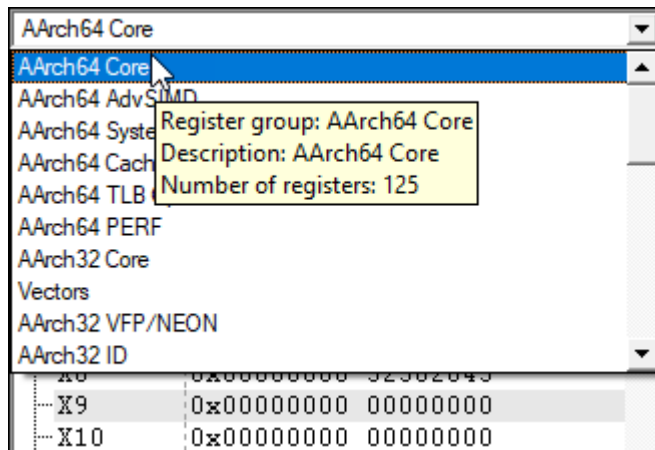 AArch64 Core
AArch64 Core
AArch64 AdvSIMD
AArch64 Syste
AArch64 Cach
AArch64 TLB
AArch64 PERF
AArch32 Core
Vectors
AArch32 VFP/NEON
AArch32 ID
Register group: AArch64 Core
Description: AArch64 Core
Number of registers: 125
X9 0x00000000 00000000
X10 0x00000000 00000000